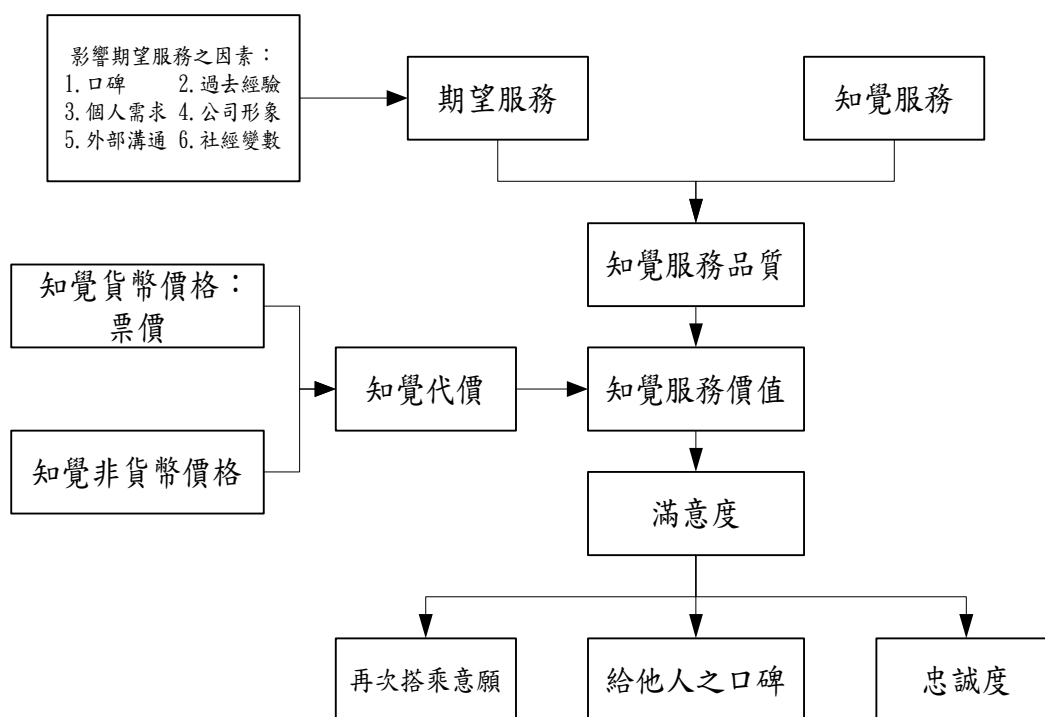 影響期望服務之因素：
1.口碑 2.過去經驗
3.個人需求 4.公司形象
5.外部溝通 6.社經變數
期望服務
知覺服務
知覺服務品質
知覺貨幣價格：
票價
知覺代價
知覺服務價值
知覺非貨幣價格
滿意度
再次搭乘意願
給他人之口碑
忠誠度